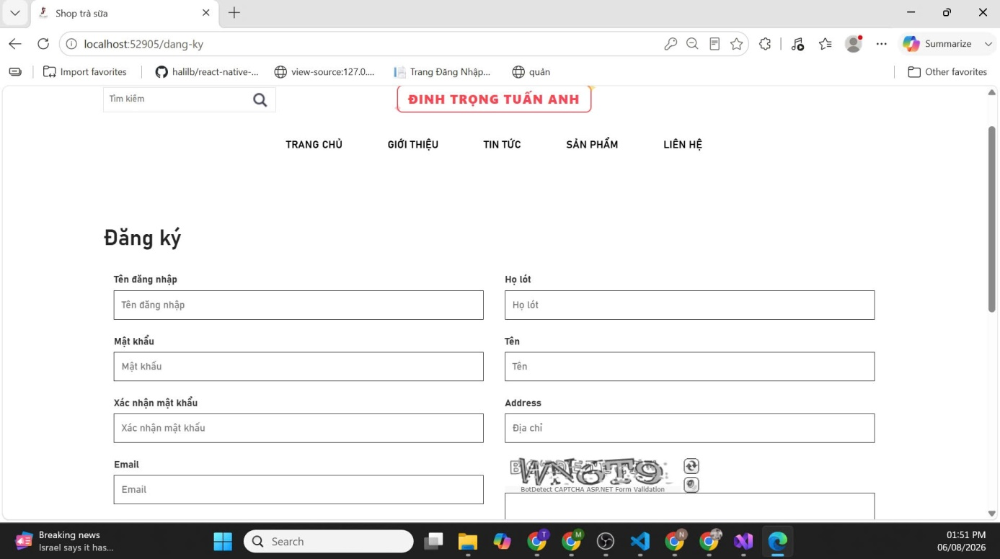 Shop trà sữa
localhost:52905/dang-ky
Summarize
Import favorites
halilb/react-native-...
view-source:127.0....
Trang Đăng Nhập...
quản
Other favorites
Tìm kiếm
ĐINH TRỌNG TUẤN ANH
TRANG CHỦ
GIỚI THIỆU
TIN TỨC
SẢN PHẨM
LIÊN HỆ
Đăng ký
Tên đăng nhập
Họ lót
Tên đăng nhập
Họ lót
Mật khẩu
Tên
Mật khẩu
Tên
Xác nhận mật khẩu
Address
Xác nhận mật khẩu
Địa chỉ
Email
Email
BotDetect CAPTCHA ASP.NET Form Validation
Breaking news
Israel says it has...
Search
T
M
N
01:51 PM
06/08/2026